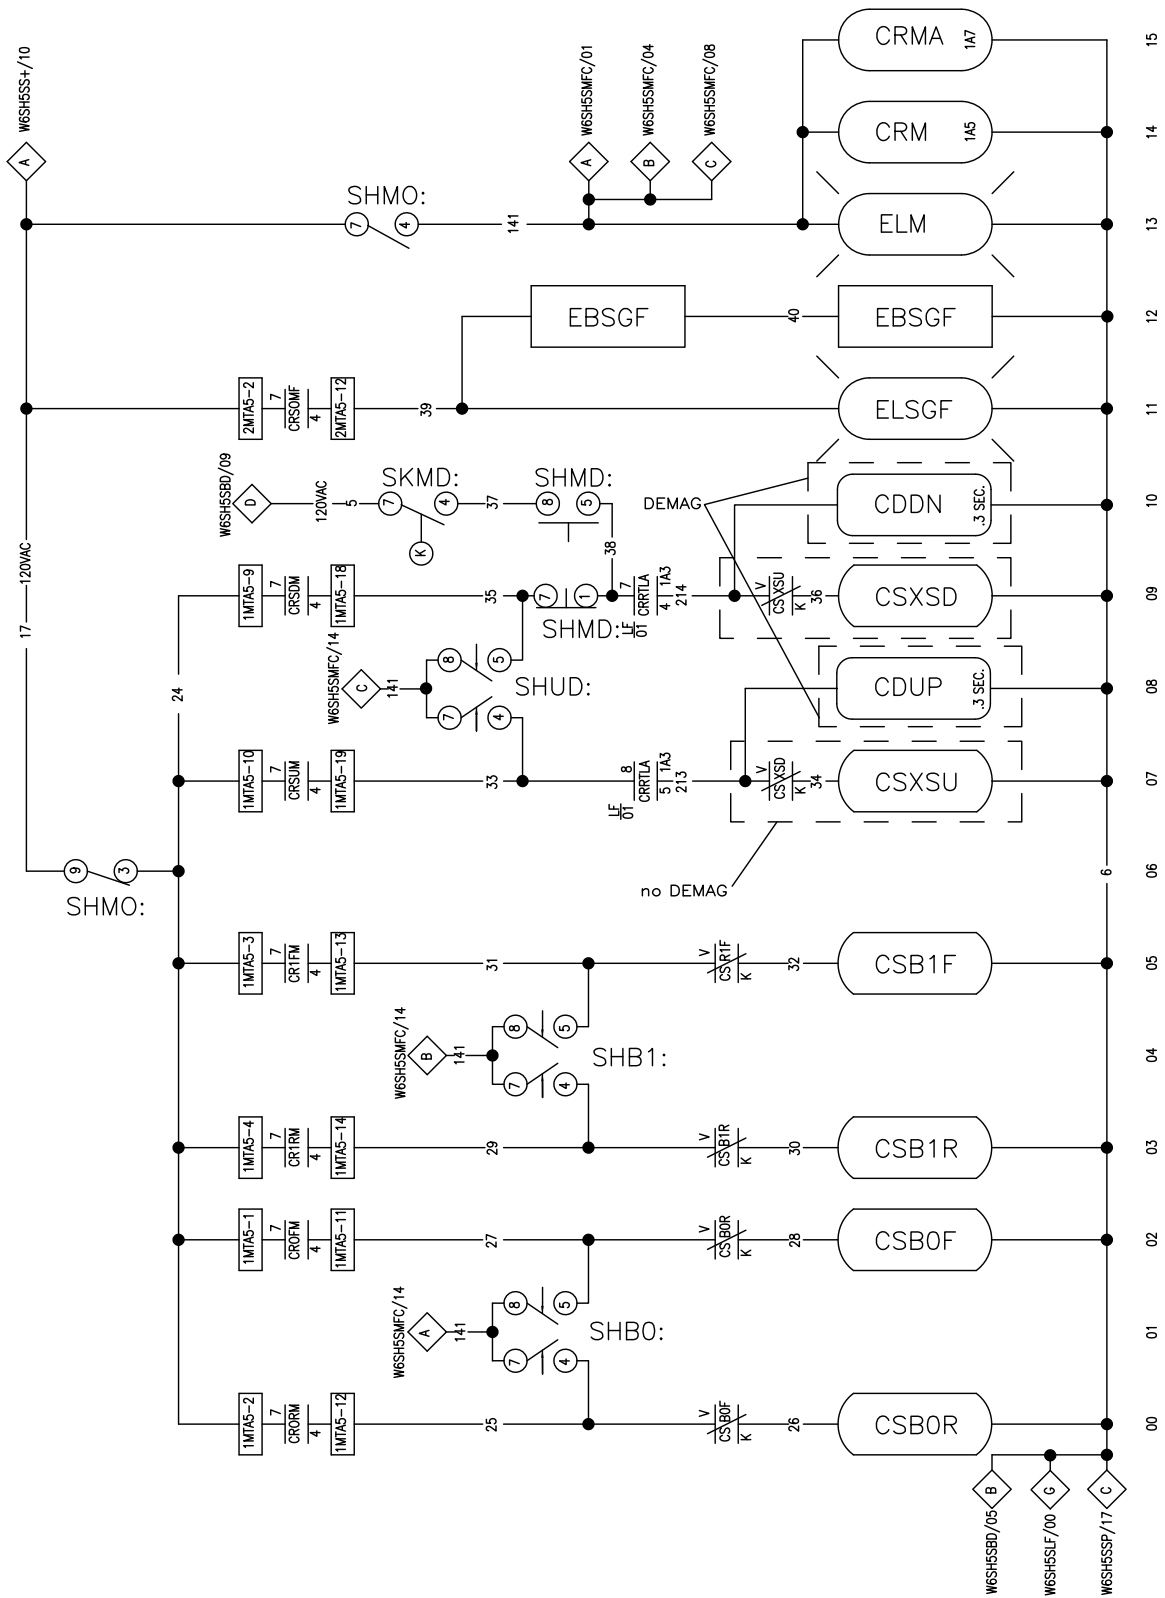 W6SH5SS+/10
A
17
120VAC
SHMO:
9
3
24
SHMO:
7
4
141
A
W6SH5SMFC/01
B
W6SH5SMFC/04
C
W6SH5SMFC/08
CRMA
1A7
15
CRM
1A5
14
ELM
13
EBSGF
40
EBSGF
12
2MTA5-2
7
CRSOMF
4
2MTA5-12
39
ELSGF
11
W6SH5SBD/09
D
120VAC
5
SKMD:
7
4
K
37
SHMD:
8
5
38
DEMAG
CDDN
.3 SEC.
10
1MTA5-9
7
CRSDM
4
1MTA5-18
35
7
1
SHMD:
LF
01
7
CRRTLA
4
1A3
214
V
CSXSU
K
36
CSXSD
09
W6SH5SMFC/14
C
141
8
5
7
4
SHUD:
CDUP
.3 SEC.
08
1MTA5-10
7
CRSUM
4
1MTA5-19
33
LF
01
8
CRRTLA
5
1A3
213
V
CSXSD
K
34
CSXSU
07
no DEMAG
6
06
1MTA5-3
7
CR1FM
4
1MTA5-13
31
V
CSR1F
K
32
CSB1F
05
W6SH5SMFC/14
B
141
8
5
7
4
SHB1:
04
1MTA5-4
7
CR1RM
4
1MTA5-14
29
V
CSB1R
K
30
CSB1R
03
1MTA5-1
7
CROFM
4
1MTA5-11
27
V
CSB0R
K
28
CSB0F
02
W6SH5SMFC/14
A
141
8
5
7
4
SHB0:
01
1MTA5-2
7
CRORM
4
1MTA5-12
25
V
CSB0F
K
26
CSB0R
00
W6SH5SBD/05
B
W6SH5SLF/00
G
W6SH5SSP/17
C